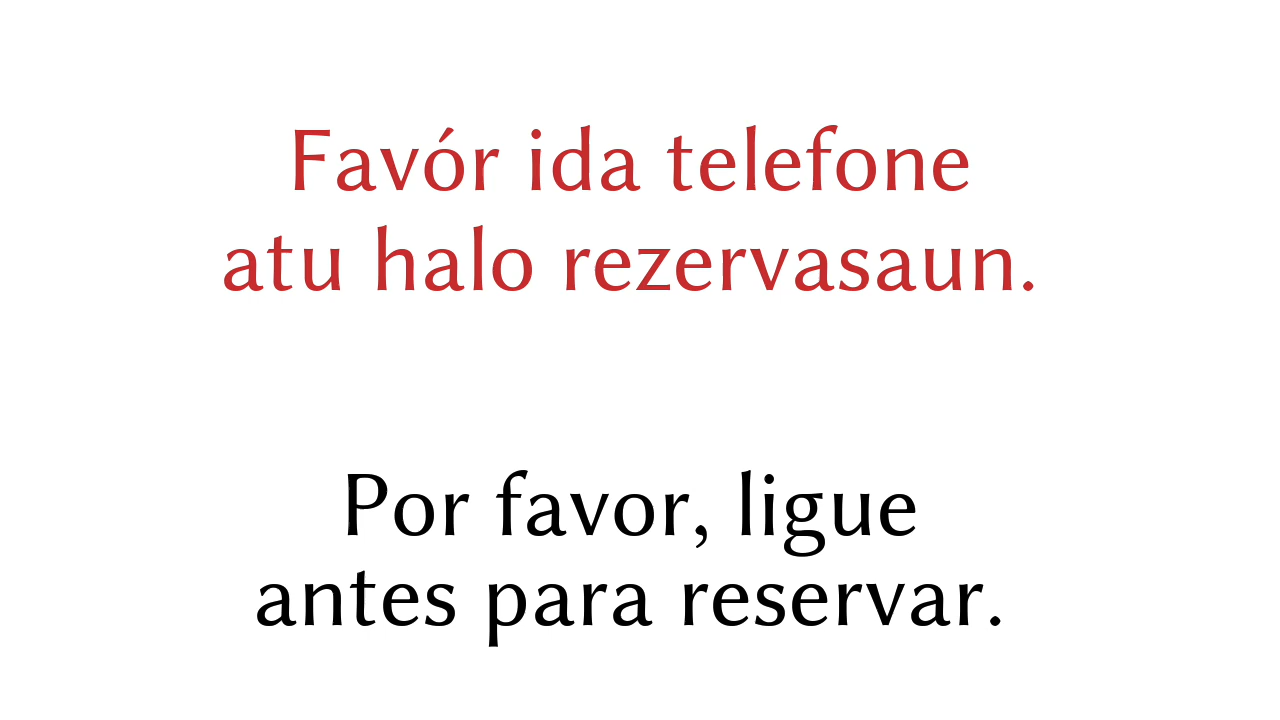 Favór ida telefone
atu halo rezervasaun.
Por favor, ligue
antes para reservar.